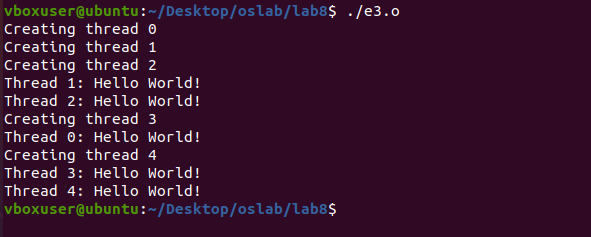 vboxuser@ubuntu:~/Desktop/oslab/lab8$ ./e3.o
Creating thread 0
Creating thread 1
Creating thread 2
Thread 1: Hello World!
Thread 2: Hello World!
Creating thread 3
Thread 0: Hello World!
Creating thread 4
Thread 3: Hello World!
Thread 4: Hello World!
vboxuser@ubuntu:~/Desktop/oslab/lab8$